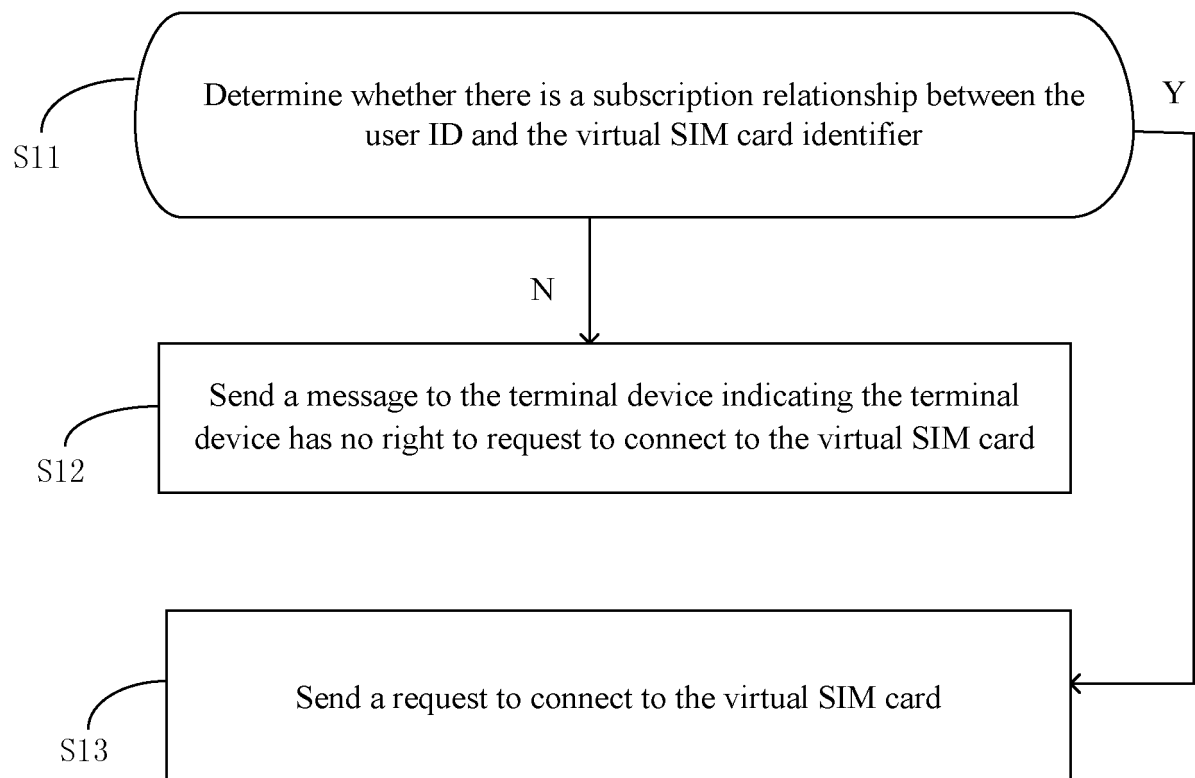 Determine whether there is a subscription relationship between the
user ID and the virtual SIM card identifier
Y
S11
N
Send a message to the terminal device indicating the terminal
device has no right to request to connect to the virtual SIM card
S12
Send a request to connect to the virtual SIM card
S13